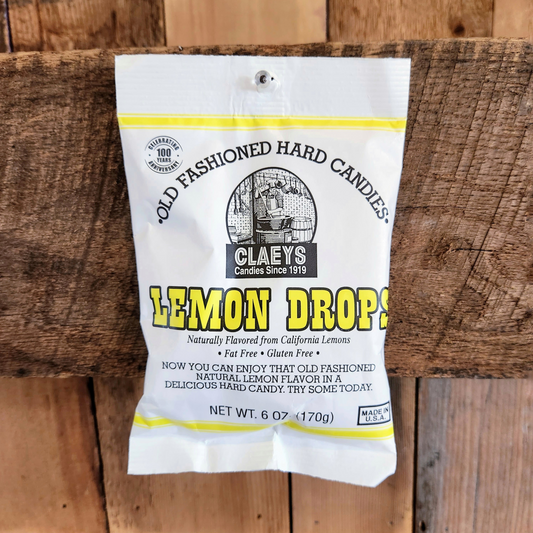 CELEBRATING
100
YEARS
ANNIVERSARY
•OLD FASHIONED HARD CANDIES•
CLAEYS
Candies Since 1919
LEMON DROPS
Naturally Flavored from California Lemons
• Fat Free • Gluten Free •
NOW YOU CAN ENJOY THAT OLD FASHIONED
NATURAL LEMON FLAVOR IN A
DELICIOUS HARD CANDY. TRY SOME TODAY.
NET WT. 6 OZ (170g)
MADE IN
U.S.A.